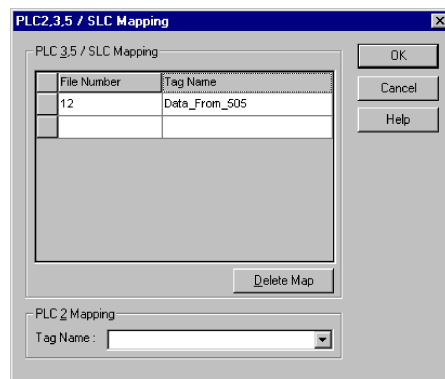 PLC2,3,5 / SLC Mapping
PLC 3,5 / SLC Mapping
OK
File Number Tag Name
12 Data_From_505
Cancel
Help
Delete Map
PLC 2 Mapping
Tag Name :